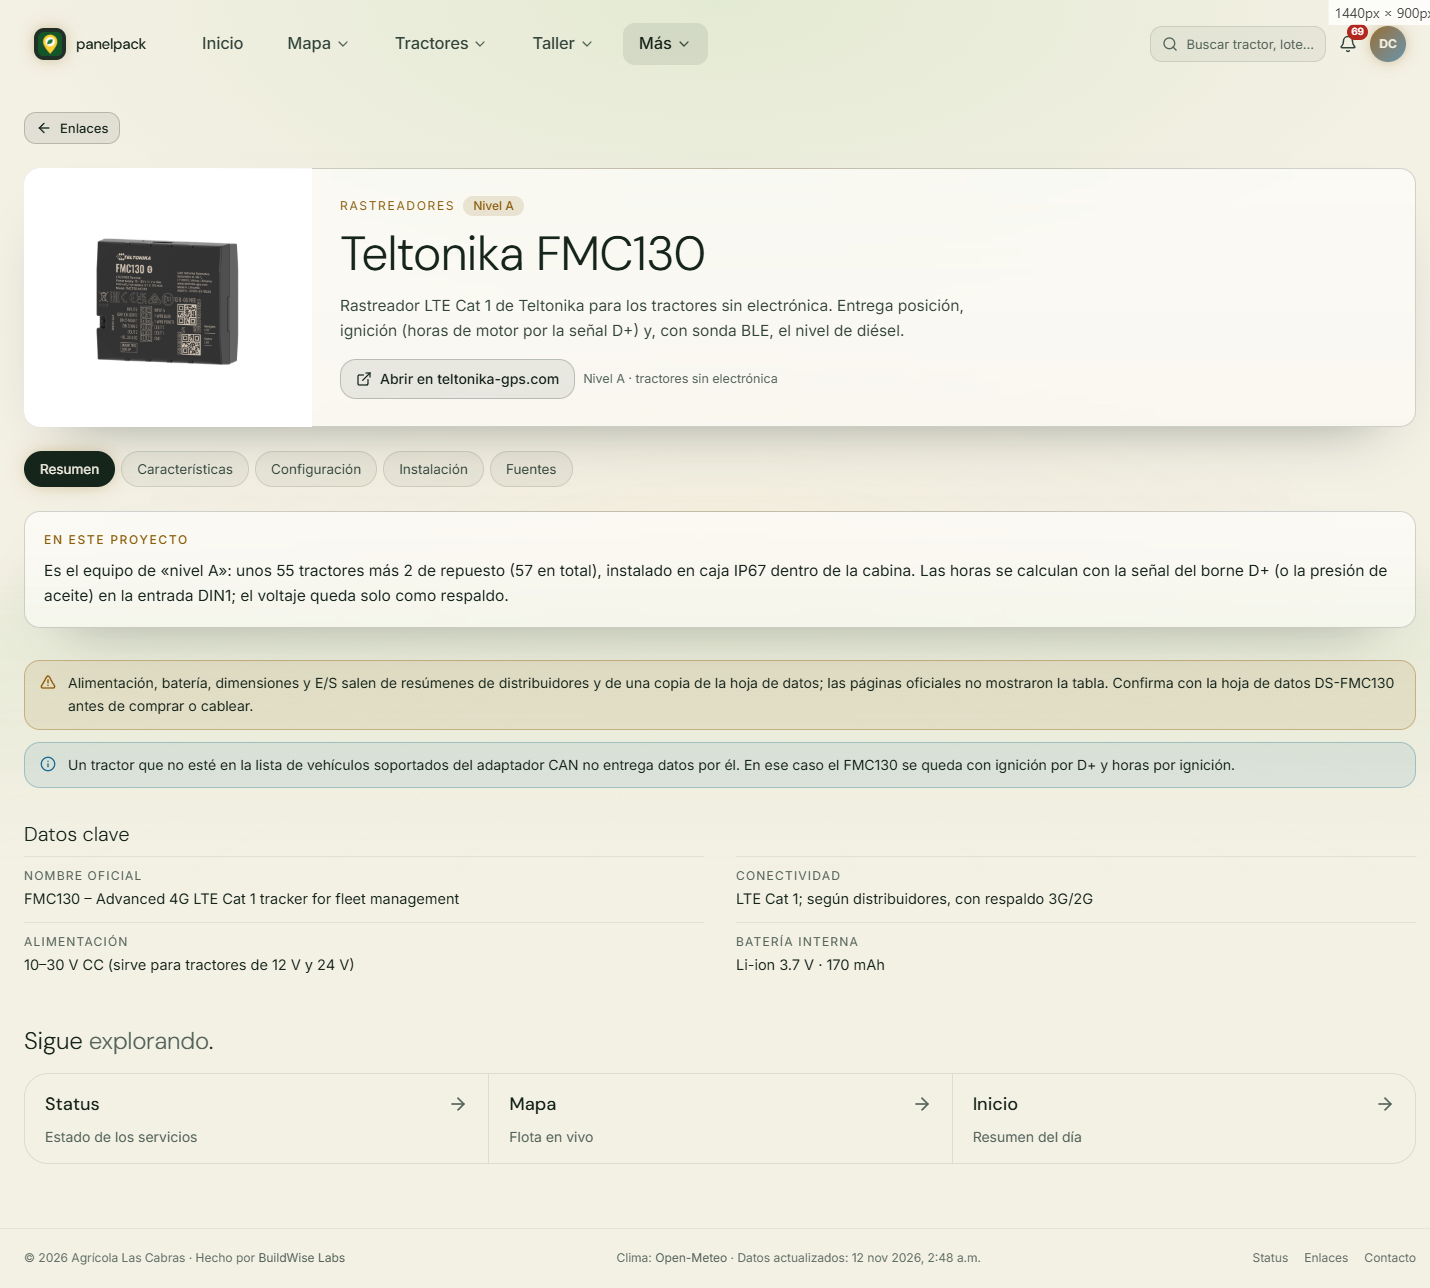 1440px × 900px
panelpack
Inicio
Mapa
Tractores
Taller
Más
Buscar tractor, lote...
69
DC
Enlaces
TELTONIKA
FMC130
RASTREADORES
Nivel A
Teltonika FMC130
Rastreador LTE Cat 1 de Teltonika para los tractores sin electrónica. Entrega posición,
ignición (horas de motor por la señal D+) y, con sonda BLE, el nivel de diésel.
Abrir en teltonika-gps.com
Nivel A · tractores sin electrónica
Resumen
Características
Configuración
Instalación
Fuentes
EN ESTE PROYECTO
Es el equipo de «nivel A»: unos 55 tractores más 2 de repuesto (57 en total), instalado en caja IP67 dentro de la cabina. Las horas se calculan con la señal del borne D+ (o la presión de
aceite) en la entrada DIN1; el voltaje queda solo como respaldo.
Alimentación, batería, dimensiones y E/S salen de resúmenes de distribuidores y de una copia de la hoja de datos; las páginas oficiales no mostraron la tabla. Confirma con la hoja de datos DS-FMC130
antes de comprar o cablear.
Un tractor que no esté en la lista de vehículos soportados del adaptador CAN no entrega datos por él. En ese caso el FMC130 se queda con ignición por D+ y horas por ignición.
Datos clave
NOMBRE OFICIAL
FMC130 – Advanced 4G LTE Cat 1 tracker for fleet management
CONECTIVIDAD
LTE Cat 1; según distribuidores, con respaldo 3G/2G
ALIMENTACIÓN
10–30 V CC (sirve para tractores de 12 V y 24 V)
BATERÍA INTERNA
Li-ion 3.7 V · 170 mAh
Sigue explorando.
Status
Estado de los servicios
Mapa
Flota en vivo
Inicio
Resumen del día
© 2026 Agrícola Las Cabras · Hecho por BuildWise Labs
Clima: Open-Meteo · Datos actualizados: 12 nov 2026, 2:48 a.m.
Status
Enlaces
Contacto